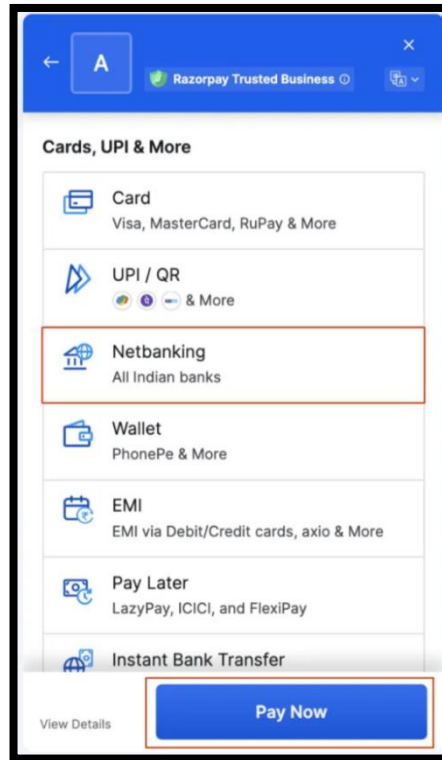 A
Razorpay Trusted Business
Cards, UPI & More
Card
Visa, MasterCard, RuPay & More
UPI / QR
& More
Netbanking
All Indian banks
Wallet
PhonePe & More
EMI
EMI via Debit/Credit cards, axio & More
Pay Later
LazyPay, ICICI, and FlexiPay
Instant Bank Transfer
View Details
Pay Now